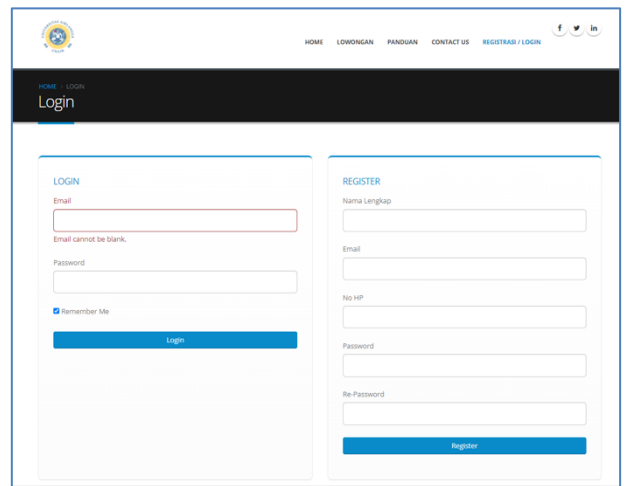 HOME LOWONGAN PANDUAN CONTACT US REGISTRASI / LOGIN
HOME LOGIN
Login
LOGIN
Email
Email cannot be blank.
Password
Remember Me
Login
REGISTER
Nama Lengkap
Email
No HP
Password
Re-Password
Register